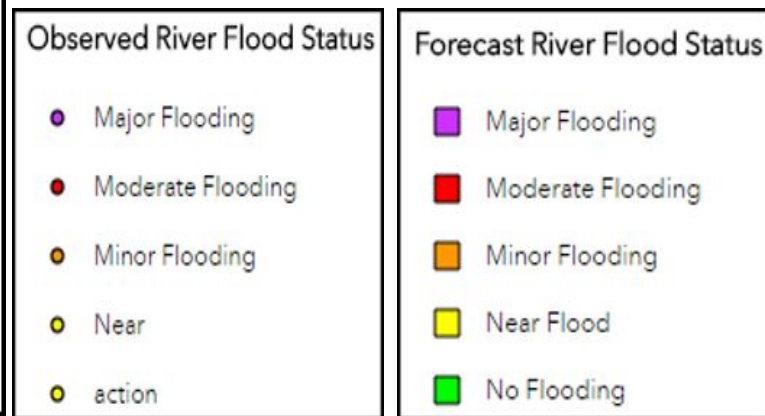 Observed River Flood Status
Major Flooding
Moderate Flooding
Minor Flooding
Near
action
Forecast River Flood Status
Major Flooding
Moderate Flooding
Minor Flooding
Near Flood
No Flooding